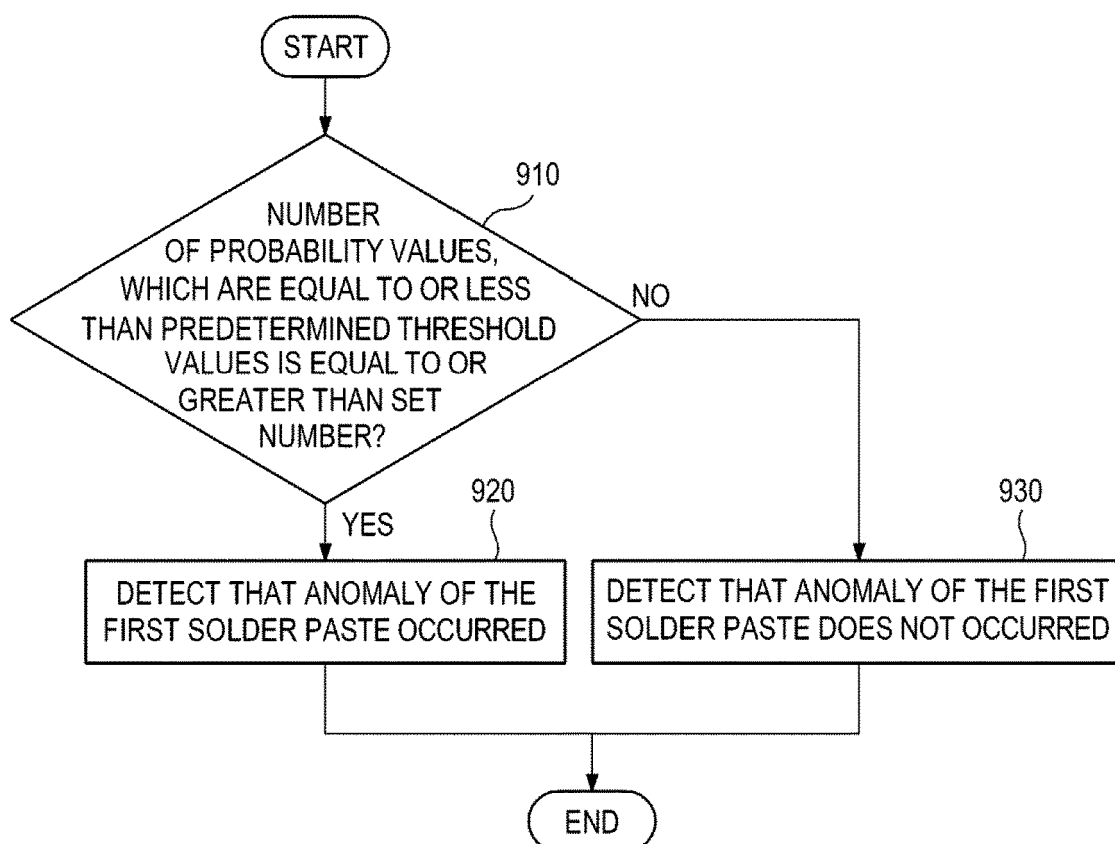 START
910
NUMBER
OF PROBABILITY VALUES,
WHICH ARE EQUAL TO OR LESS
THAN PREDETERMINED THRESHOLD
VALUES IS EQUAL TO OR
GREATER THAN SET
NUMBER?
NO
YES
920
DETECT THAT ANOMALY OF THE
FIRST SOLDER PASTE OCCURRED
930
DETECT THAT ANOMALY OF THE FIRST
SOLDER PASTE DOES NOT OCCURRED
END